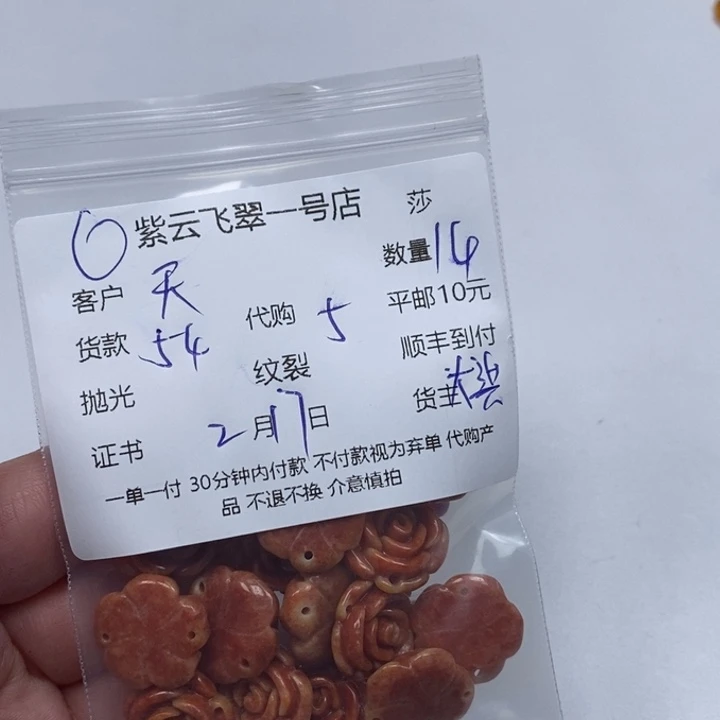 6 紫云飞翠一号店 莎
客户 天 数量 14
货款 54 代购 5 平邮10元
抛光 纹裂 顺丰到付
证书 2月17日 货主
一单一付 30分钟内付款 不付款视为弃单 代购产
品 不退不换 介意慎拍